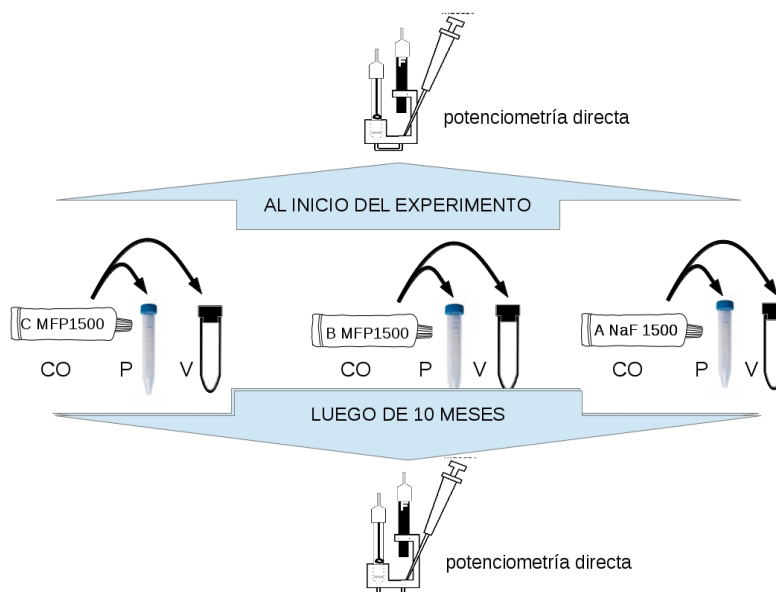 F
potenciometría directa
AL INICIO DEL EXPERIMENTO
C MFP1500
B MFP1500
A NaF 1500
CO P V
CO P V
CO P V
LUEGO DE 10 MESES
F
potenciometría directa